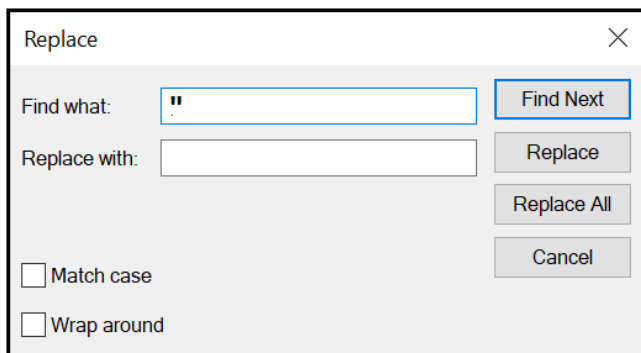 Replace
Find what: "
Find Next
Replace with:
Replace
Replace All
Cancel
Match case
Wrap around